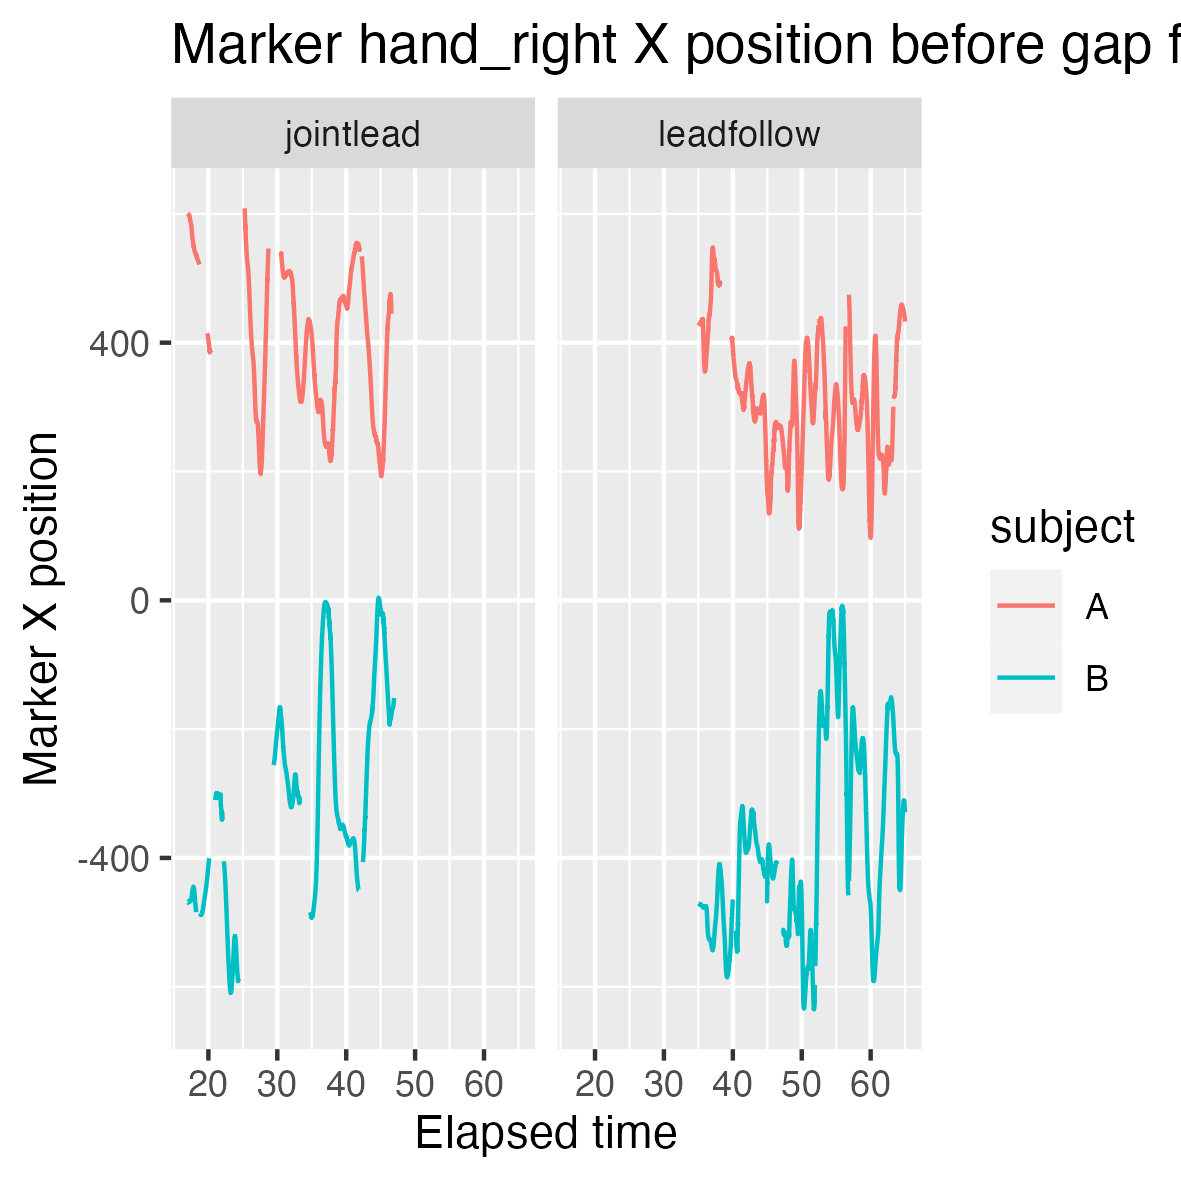 Marker hand_right X position before gap f
jointlead
leadfollow
Marker X position
400
0
-400
20 30 40 50 60
20 30 40 50 60
Elapsed time
subject
A
B